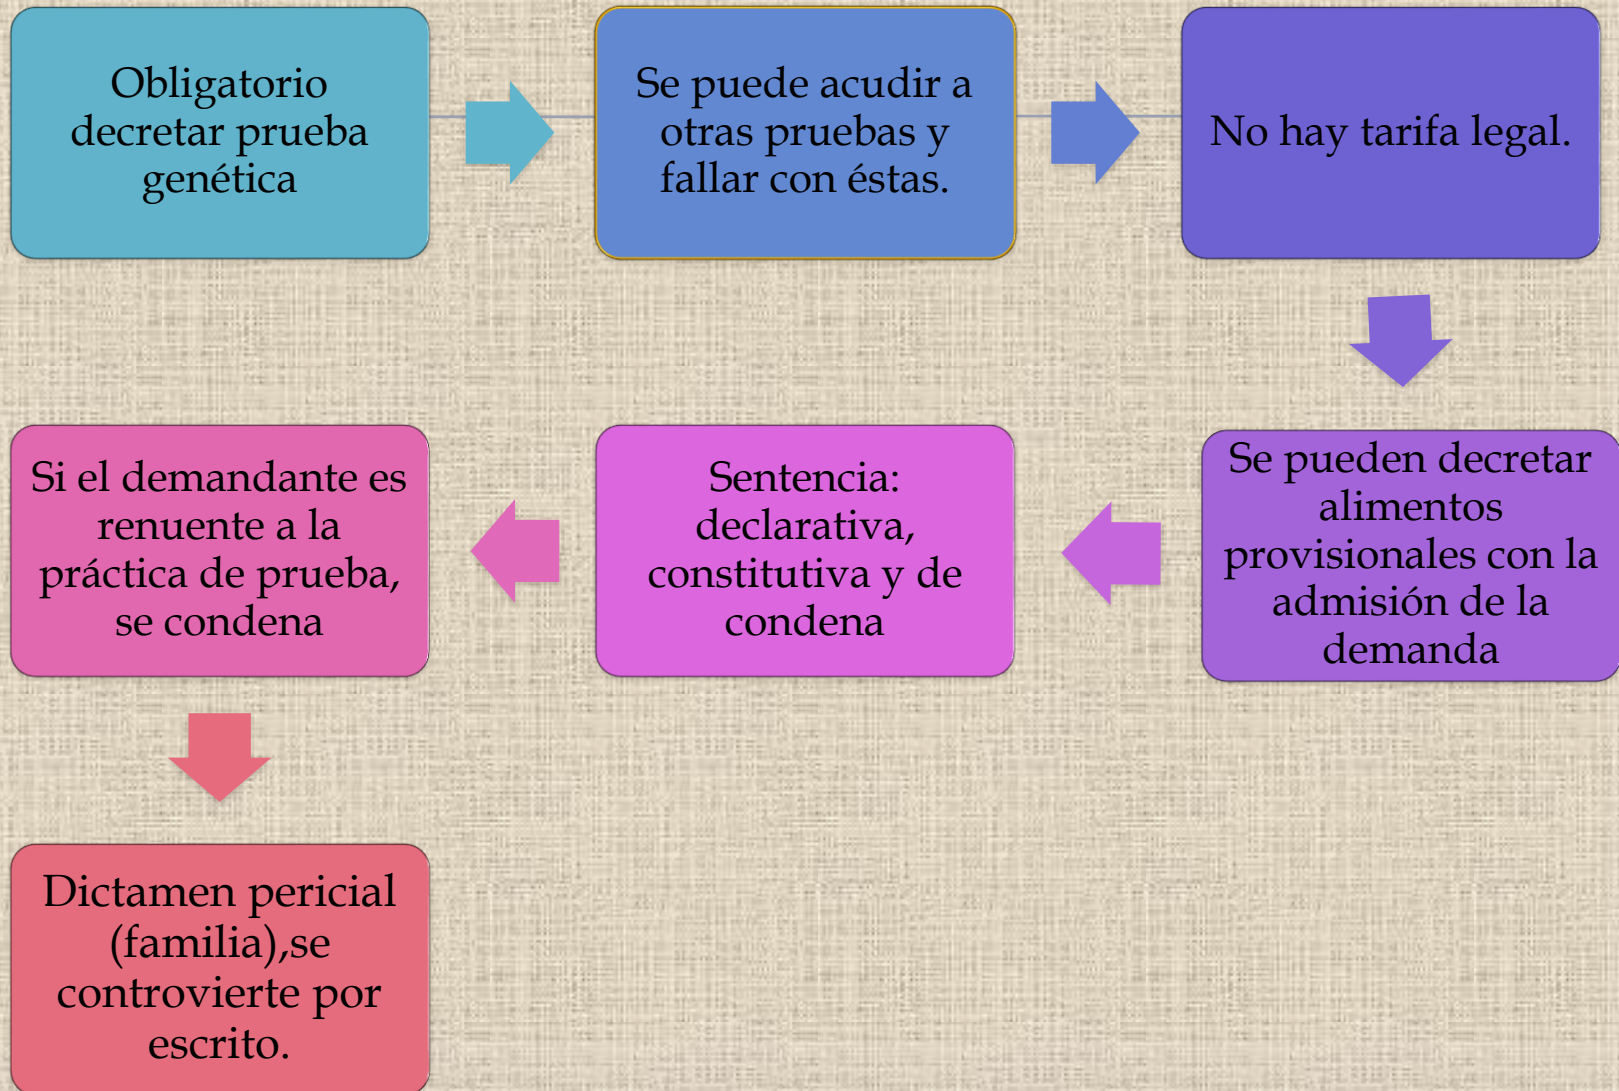 Obligatorio
decretar prueba
genética
Se puede acudir a
otras pruebas y
fallar con éstas.
No hay tarifa legal.
Se pueden decretar
alimentos
provisionales con la
admisión de la
demanda
Sentencia:
declarativa,
constitutiva y de
condena
Si el demandante es
renuente a la
práctica de prueba,
se condena
Dictamen pericial
(familia),se
controvierte por
escrito.